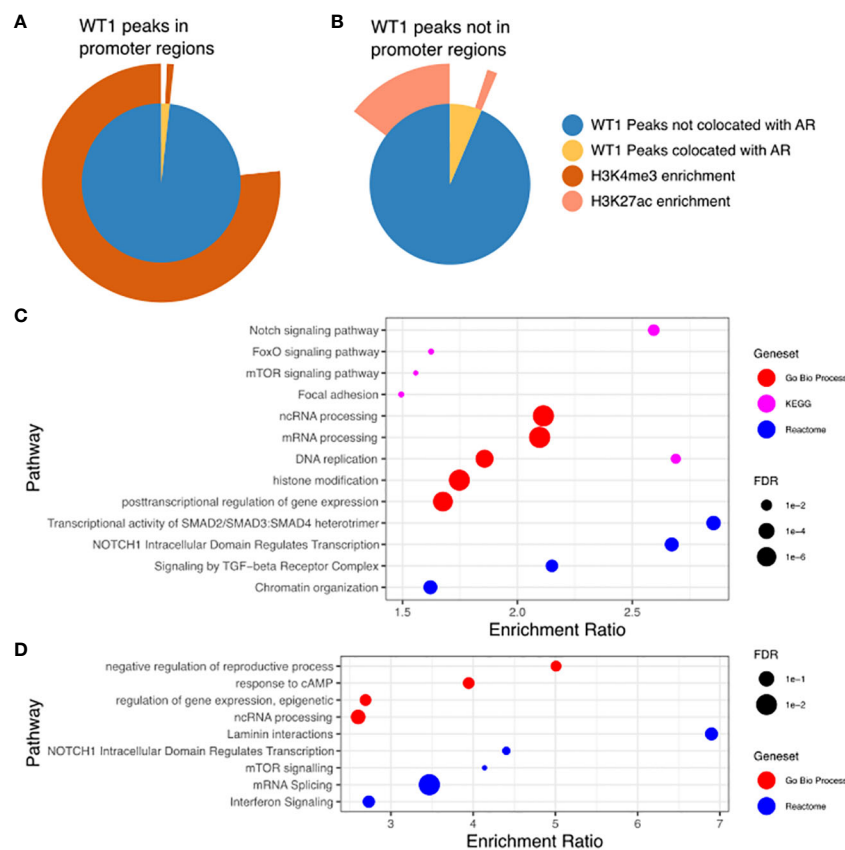 A
WT1 peaks in
promoter regions
B
WT1 peaks not in
promoter regions
WT1 Peaks not colocated with AR
WT1 Peaks colocated with AR
H3K4me3 enrichment
H3K27ac enrichment
C
Pathway
Notch signaling pathway
FoxO signaling pathway
mTOR signaling pathway
Focal adhesion
ncRNA processing
mRNA processing
DNA replication
histone modification
posttranscriptional regulation of gene expression
Transcriptional activity of SMAD2/SMAD3:SMAD4 heterotrimer
NOTCH1 Intracellular Domain Regulates Transcription
Signaling by TGF-beta Receptor Complex
Chromatin organization
1.5 2.0 2.5
Enrichment Ratio
Geneset
Go Bio Process
KEGG
Reactome
FDR
1e-2
1e-4
1e-6
D
Pathway
negative regulation of reproductive process
response to cAMP
regulation of gene expression, epigenetic
ncRNA processing
Laminin interactions
NOTCH1 Intracellular Domain Regulates Transcription
mTOR signalling
mRNA Splicing
Interferon Signaling
3 4 5 6 7
Enrichment Ratio
FDR
1e-1
1e-2
Geneset
Go Bio Process
Reactome